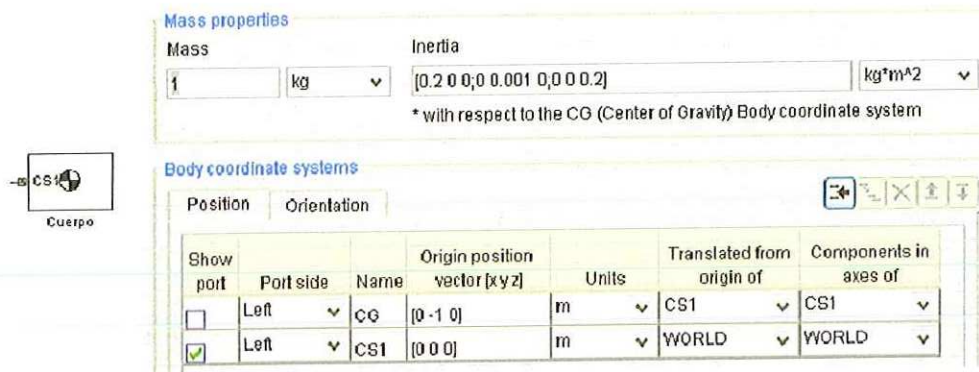 Mass properties
Mass Inertia
1 kg [0.2 0 0;0 0.001 0;0 0 0.2] kg*m^2
* with respect to the CG (Center of Gravity) Body coordinate system
CS1
Cuerpo
Body coordinate systems
Position Orientation
Show port Port side Name Origin position vector [x y z] Units Translated from origin of Components in axes of
Left CG [0 -1 0] m CS1 CS1
Left CS1 [0 0 0] m WORLD WORLD